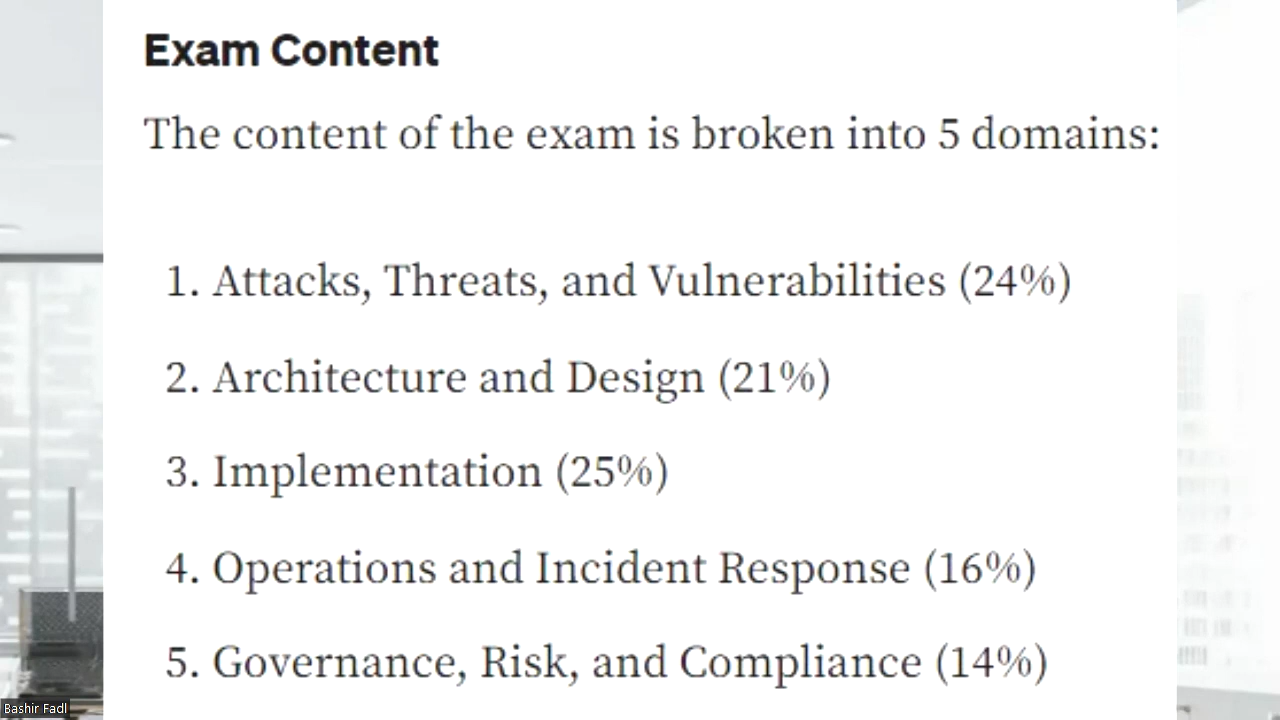 Exam Content
The content of the exam is broken into 5 domains:
1. Attacks, Threats, and Vulnerabilities (24%)
2. Architecture and Design (21%)
3. Implementation (25%)
4. Operations and Incident Response (16%)
5. Governance, Risk, and Compliance (14%)
Bashir Fadl